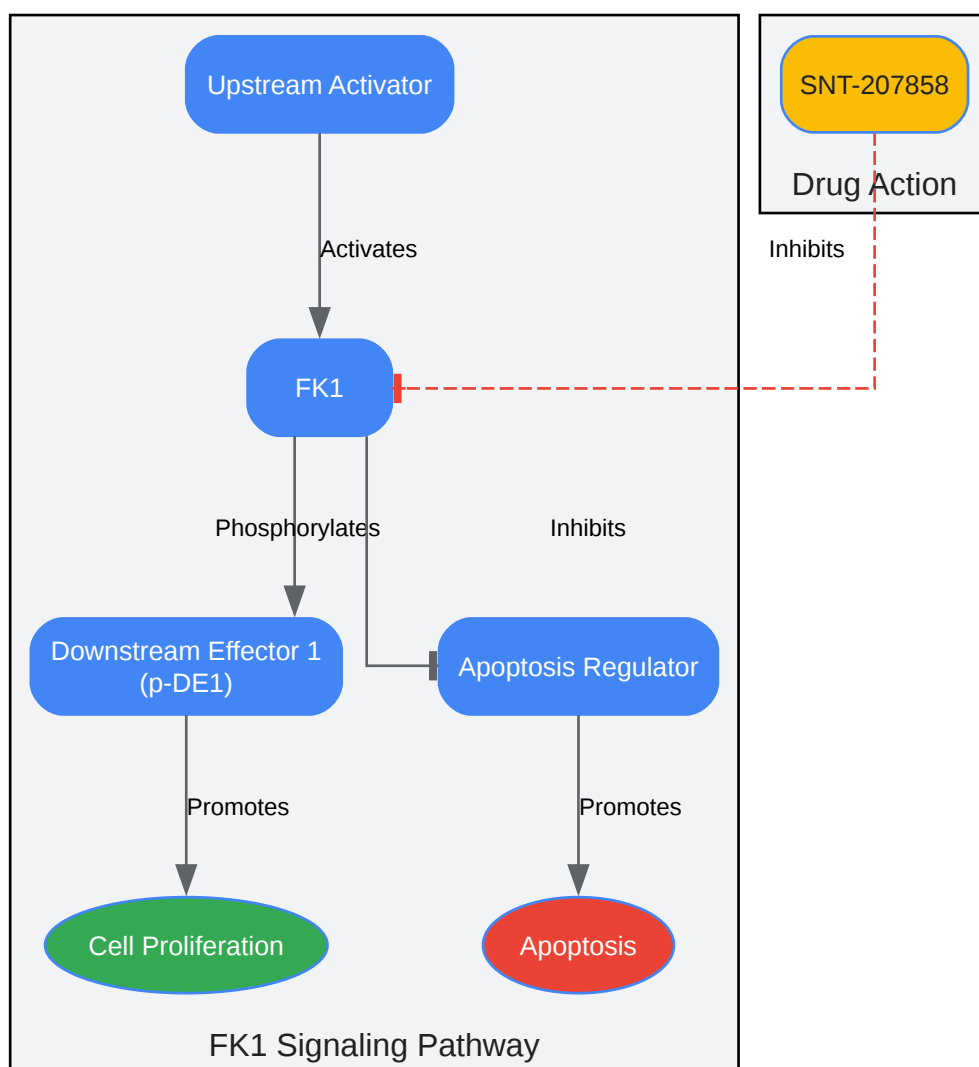 Upstream Activator
SNT-207858
Drug Action
Activates
Inhibits
FK1
Phosphorylates
Inhibits
Downstream Effector 1
(p-DE1)
Apoptosis Regulator
Promotes
Promotes
Cell Proliferation
Apoptosis
FK1 Signaling Pathway